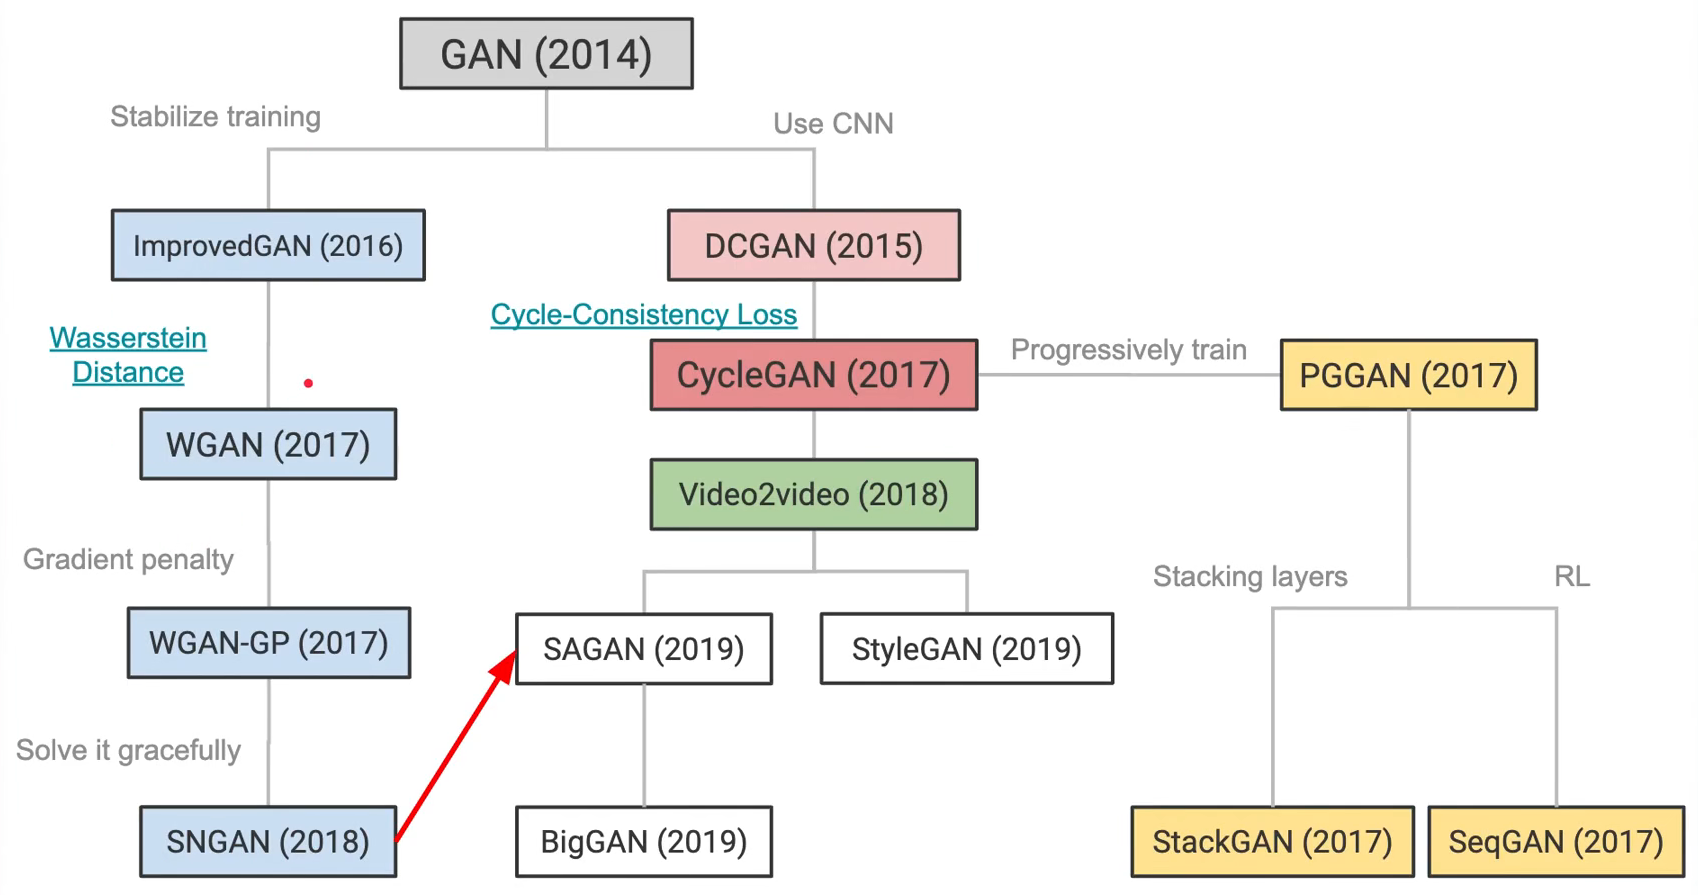 GAN (2014)
Stabilize training
Use CNN
ImprovedGAN (2016)
DCGAN (2015)
Wasserstein
Distance
Cycle-Consistency Loss
CycleGAN (2017)
Progressively train
PGGAN (2017)
WGAN (2017)
Video2video (2018)
Gradient penalty
Stacking layers
RL
WGAN-GP (2017)
SAGAN (2019)
StyleGAN (2019)
Solve it gracefully
SNGAN (2018)
BigGAN (2019)
StackGAN (2017)
SeqGAN (2017)